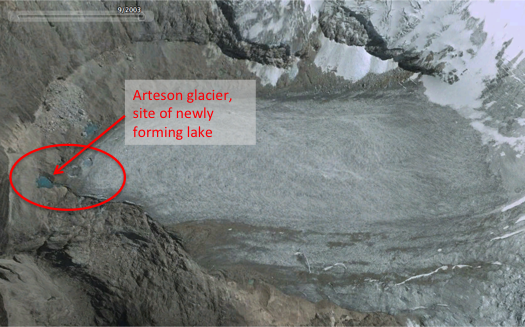 9/2003
Arteson glacier,
site of newly
forming lake